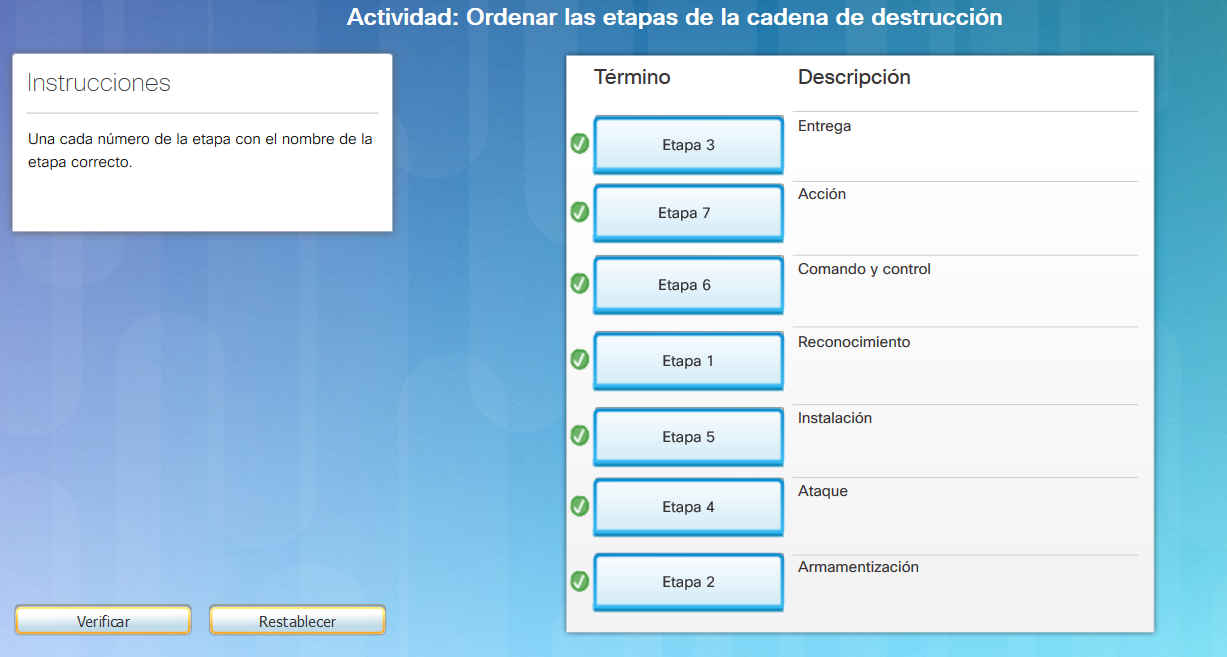 Actividad: Ordenar las etapas de la cadena de destrucción
Instrucciones
Una cada número de la etapa con el nombre de la
etapa correcto.
Término Descripción
Etapa 3 Entrega
Etapa 7 Acción
Etapa 6 Comando y control
Etapa 1 Reconocimiento
Etapa 5 Instalación
Etapa 4 Ataque
Etapa 2 Armamentización
Verificar Restablecer